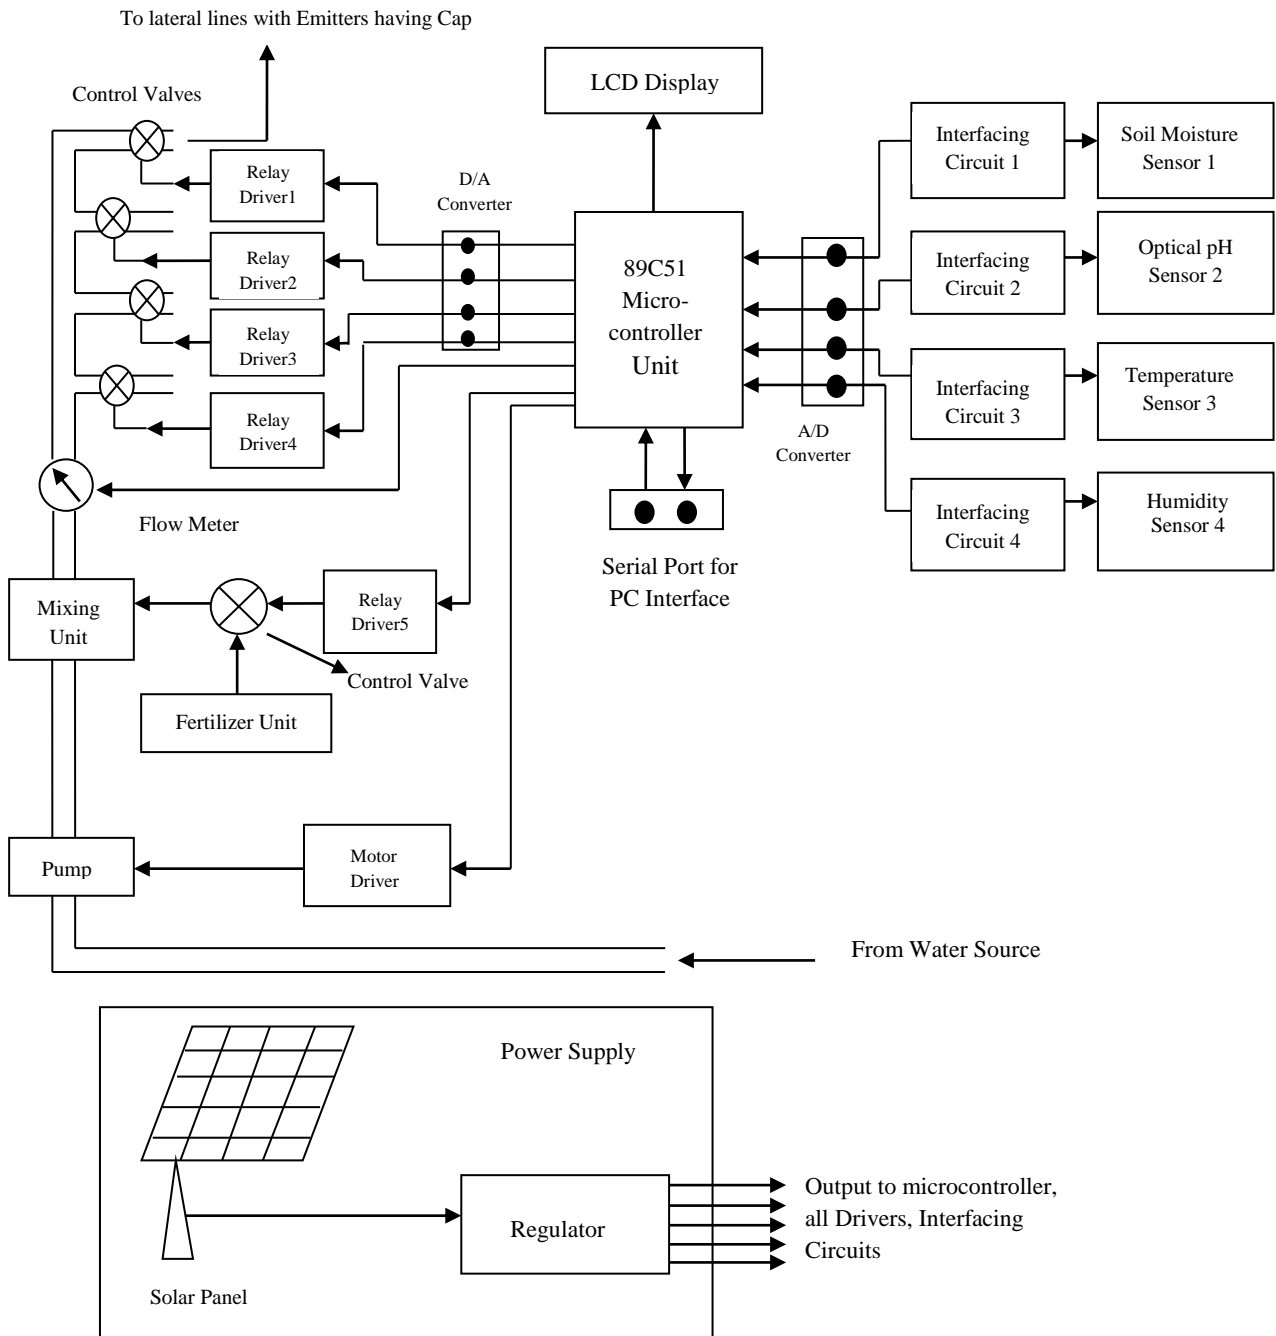 To lateral lines with Emitters having Cap
Control Valves
LCD Display
Relay
Driver1
Relay
Driver2
Relay
Driver3
Relay
Driver4
D/A
Converter
89C51
Micro-
controller
Unit
A/D
Converter
Interfacing
Circuit 1
Soil Moisture
Sensor 1
Interfacing
Circuit 2
Optical pH
Sensor 2
Interfacing
Circuit 3
Temperature
Sensor 3
Interfacing
Circuit 4
Humidity
Sensor 4
Flow Meter
Serial Port for
PC Interface
Mixing
Unit
Relay
Driver5
Control Valve
Fertilizer Unit
Pump
Motor
Driver
From Water Source
Power Supply
Regulator
Output to microcontroller,
all Drivers, Interfacing
Circuits
Solar Panel